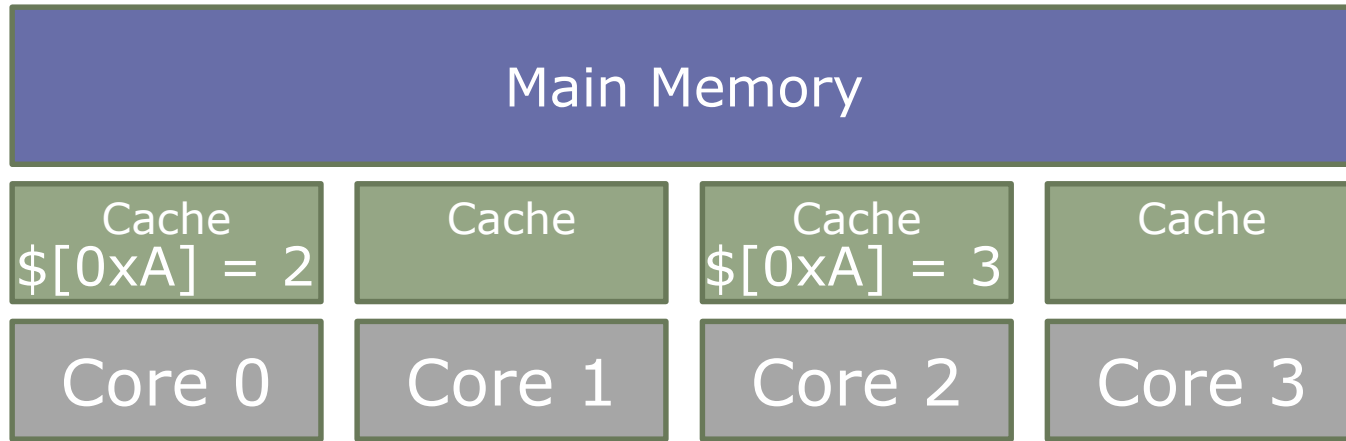 Main Memory
Cache
$[0xA] = 2
Cache
Cache
$[0xA] = 3
Cache
Core 0
Core 1
Core 2
Core 3